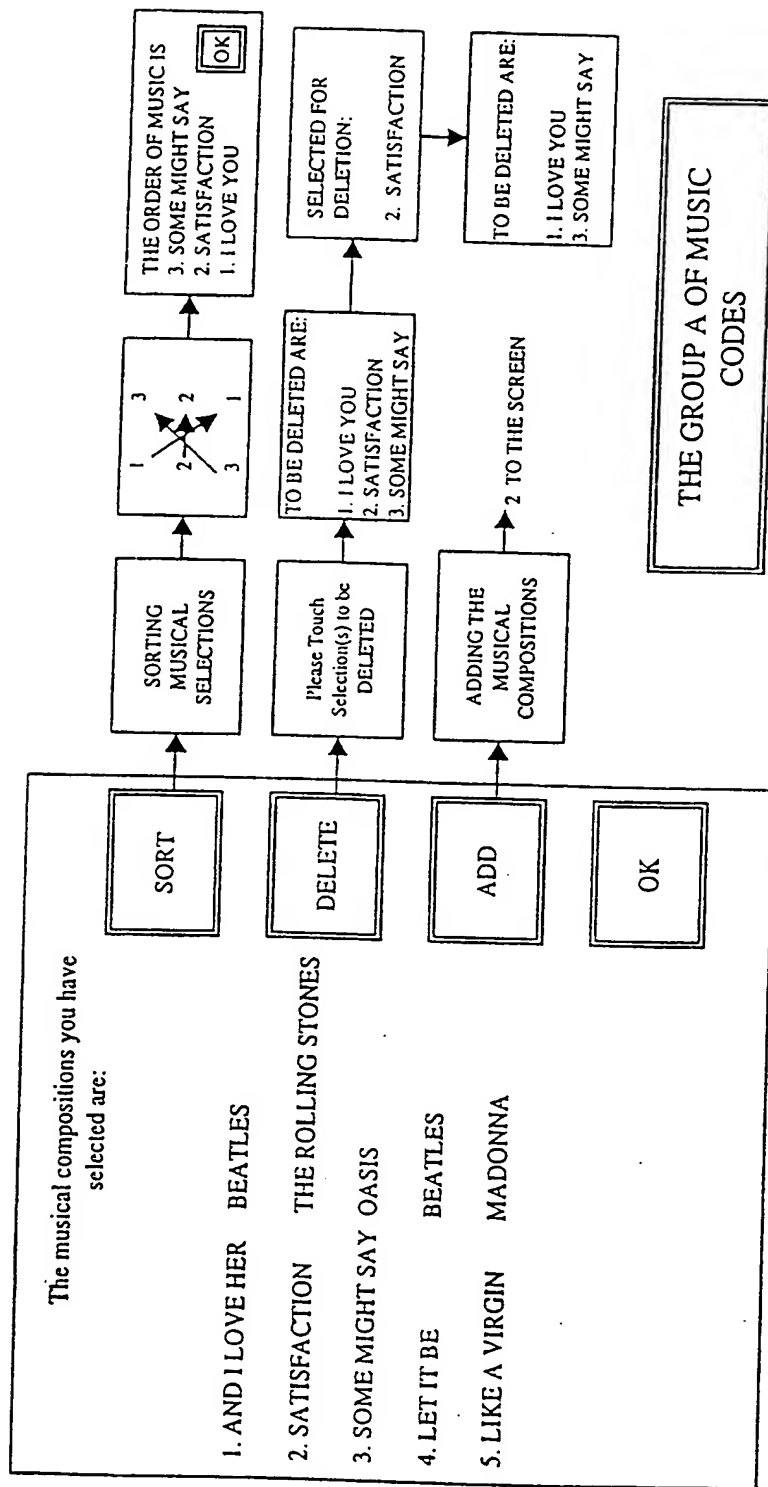 The musical compositions you have
selected are:
1. AND I LOVE HER BEATLES
2. SATISFACTION THE ROLLING STONES
3. SOME MIGHT SAY OASIS
4. LET IT BE BEATLES
5. LIKE A VIRGIN MADONNA
SORT
DELETE
ADD
OK
SORTING
MUSICAL
SELECTIONS
1 3
2 2
3 1
THE ORDER OF MUSIC IS
3. SOME MIGHT SAY
2. SATISFACTION
1. I LOVE YOU
OK
Please Touch
Selection(s) to be
DELETED
TO BE DELETED ARE:
1. I LOVE YOU
2. SATISFACTION
3. SOME MIGHT SAY
SELECTED FOR
DELETION:
2. SATISFACTION
TO BE DELETED ARE:
1. I LOVE YOU
3. SOME MIGHT SAY
ADDING THE
MUSICAL
COMPOSITIONS
2 TO THE SCREEN
THE GROUP A OF MUSIC
CODES